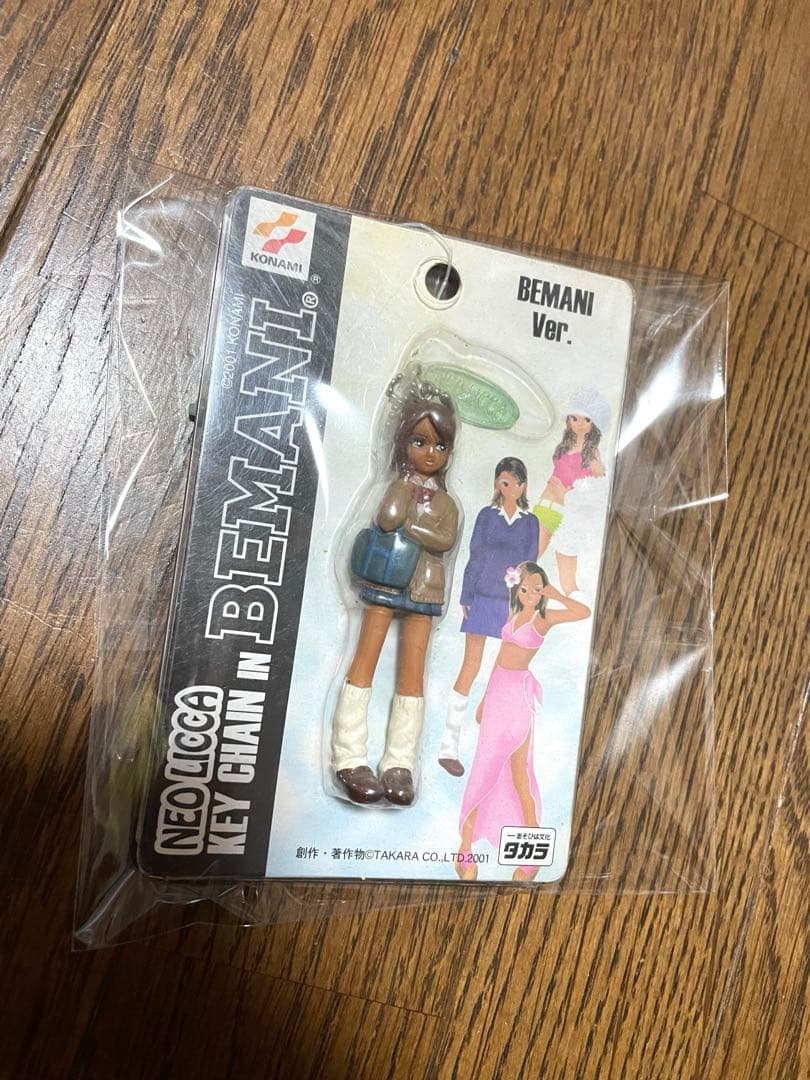 KONAMI
©2001 KONAMI
BEMANI®
®
NEO LICCA
KEY CHAIN IN
BEMANI
Ver.
創作・著作物©TAKARA CO.,LTD.2001
あそびは文化
タカラ